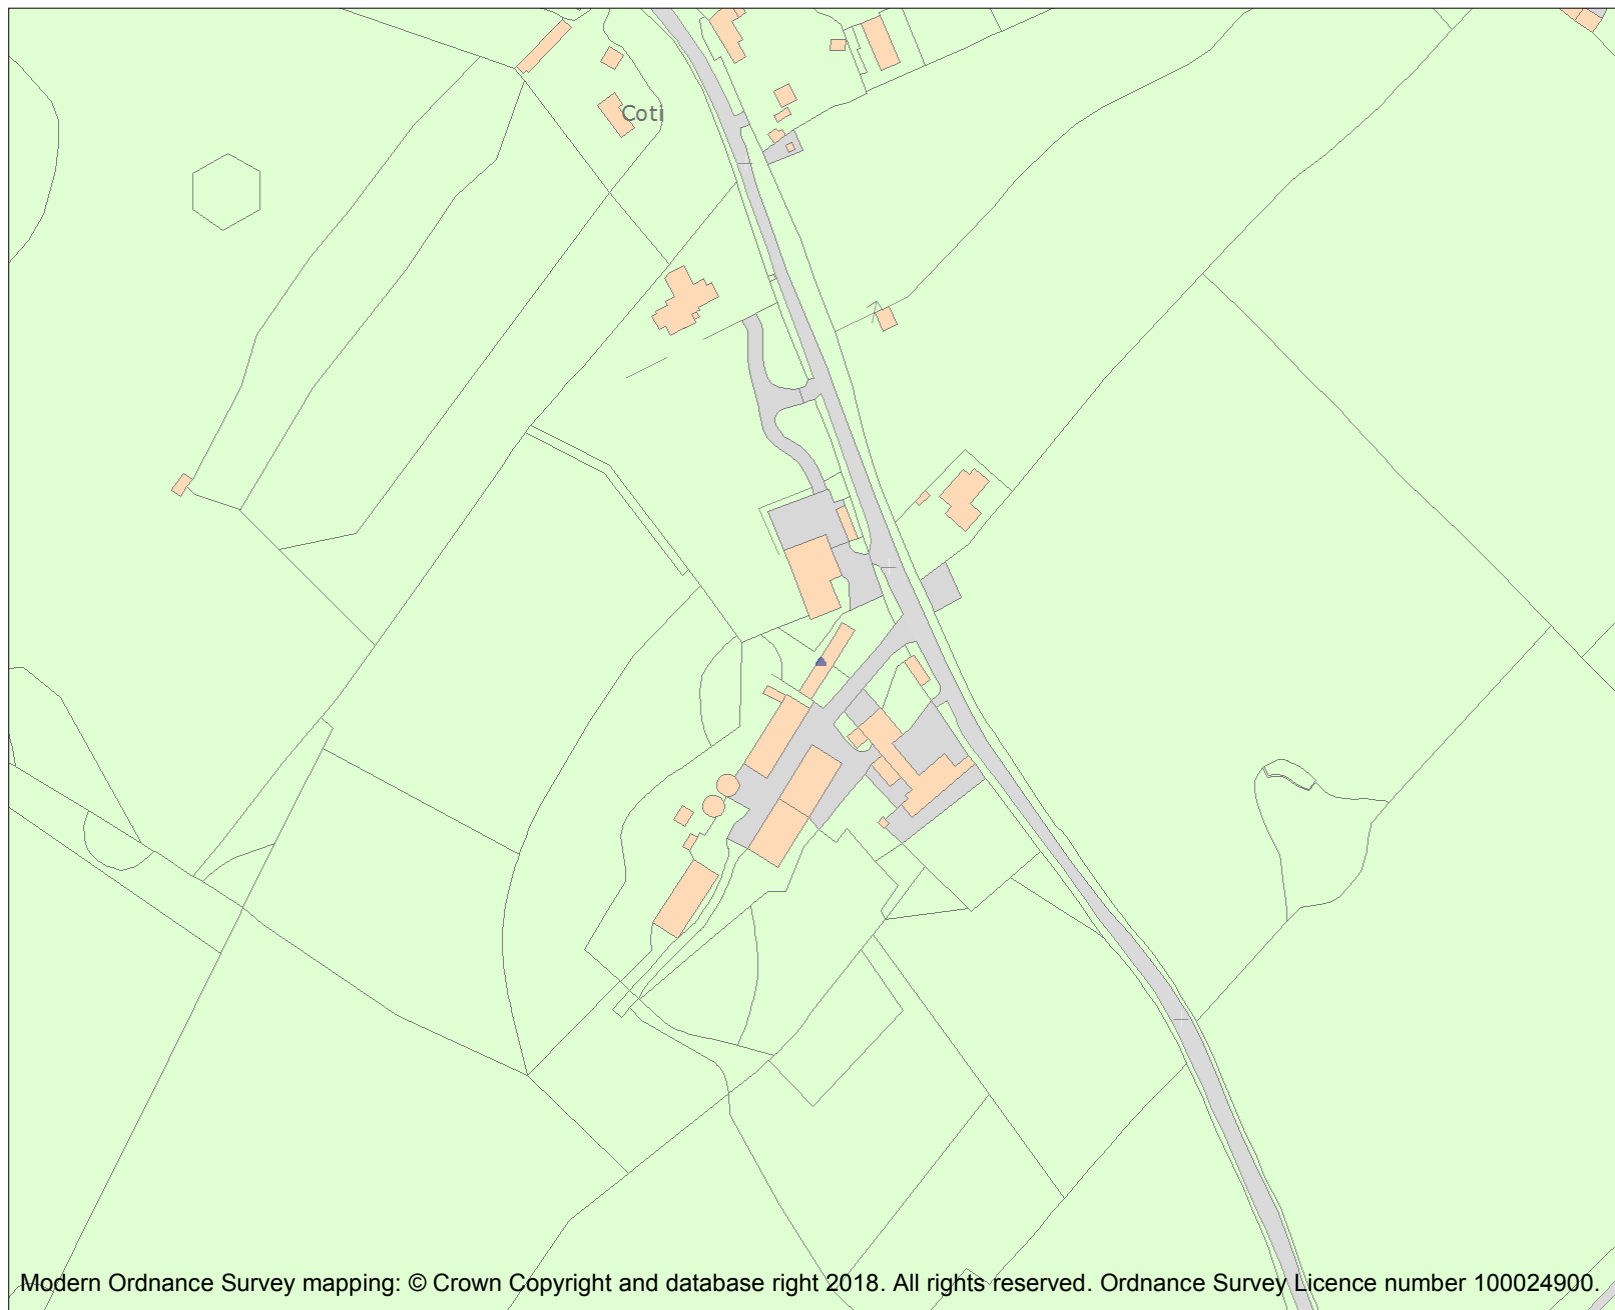 Coti
Modern Ordnance Survey mapping: © Crown Copyright and database right 2018. All rights reserved. Ordnance Survey Licence number 100024900.